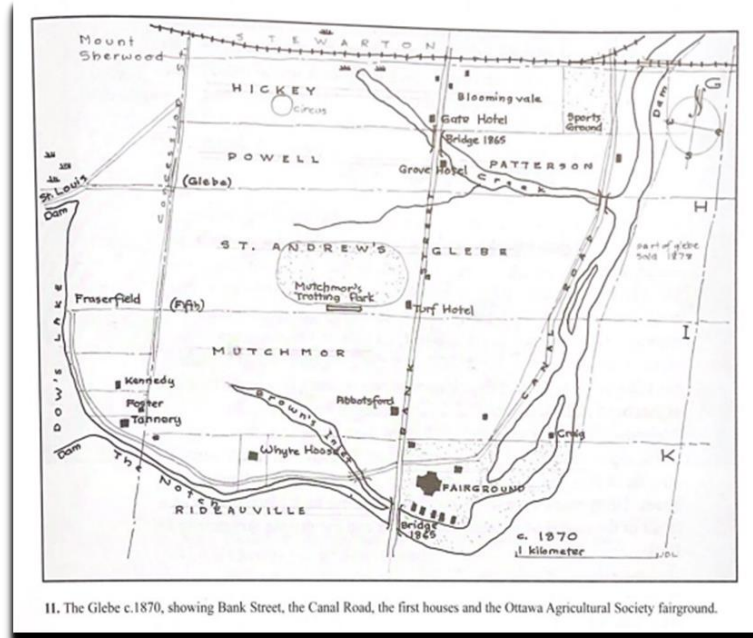 Mount
Sherwood
STEWARTON
HICKEY
Circus
Bloomingvale
Gate Hotel
Bridge 1865
Sports
Ground
Dam
G
POWELL
Grove Hotel
PATTERSON
Creek
St. Louis
Dam
(Glebe)
H
ST. ANDREW'S GLEBE
part of glebe
sold 1878
Mutchmor's
Trotting Park
Fraserfield
(Fifth)
Turf Hotel
CANAL ROAD
I
DOW'S LAKE
MUTCHMOR
Kennedy
Foster
Tannery
Brown's Inlet
Abbotsford
BANK
Craig
Dam
The Notch
Whyte House
K
FAIRGROUND
RIDEAUVILLE
Bridge
1865
c. 1870
1 kilometer
11. The Glebe c.1870, showing Bank Street, the Canal Road, the first houses and the Ottawa Agricultural Society fairground.